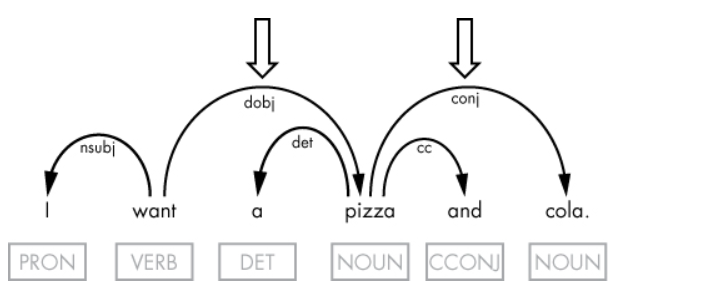 dobj conj
nsubj det cc
I want a pizza and cola.
PRON VERB DET NOUN CCONJ NOUN